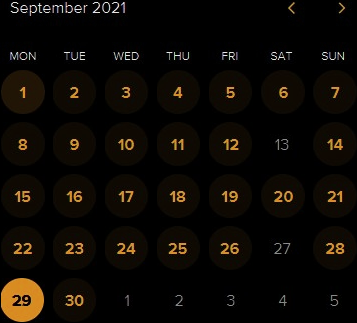 September 2021
MON TUE WED THU FRI SAT SUN
1 2 3 4 5 6 7
8 9 10 11 12 13 14
15 16 17 18 19 20 21
22 23 24 25 26 27 28
29 30 1 2 3 4 5